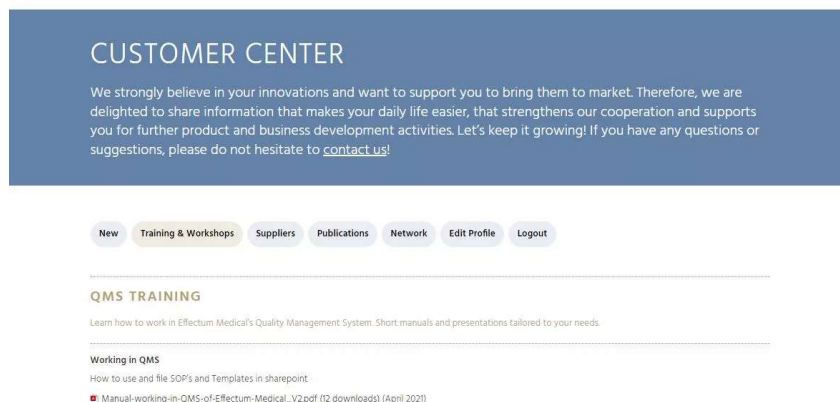 CUSTOMER CENTER
We strongly believe in your innovations and want to support you to bring them to market. Therefore, we are
delighted to share information that makes your daily life easier, that strengthens our cooperation and supports
you for further product and business development activities. Let's keep it growing! If you have any questions or
suggestions, please do not hesitate to contact us!
New Training & Workshops Suppliers Publications Network Edit Profile Logout
QMS TRAINING
Learn how to work in Effectum Medical's Quality Management System. Short manuals and presentations tailored to your needs.
Working in QMS
How to use and file SOP's and Templates in sharepoint
Manual-working-in-QMS-of-Effectum-Medical_V2.pdf (12 downloads) (April 2021)